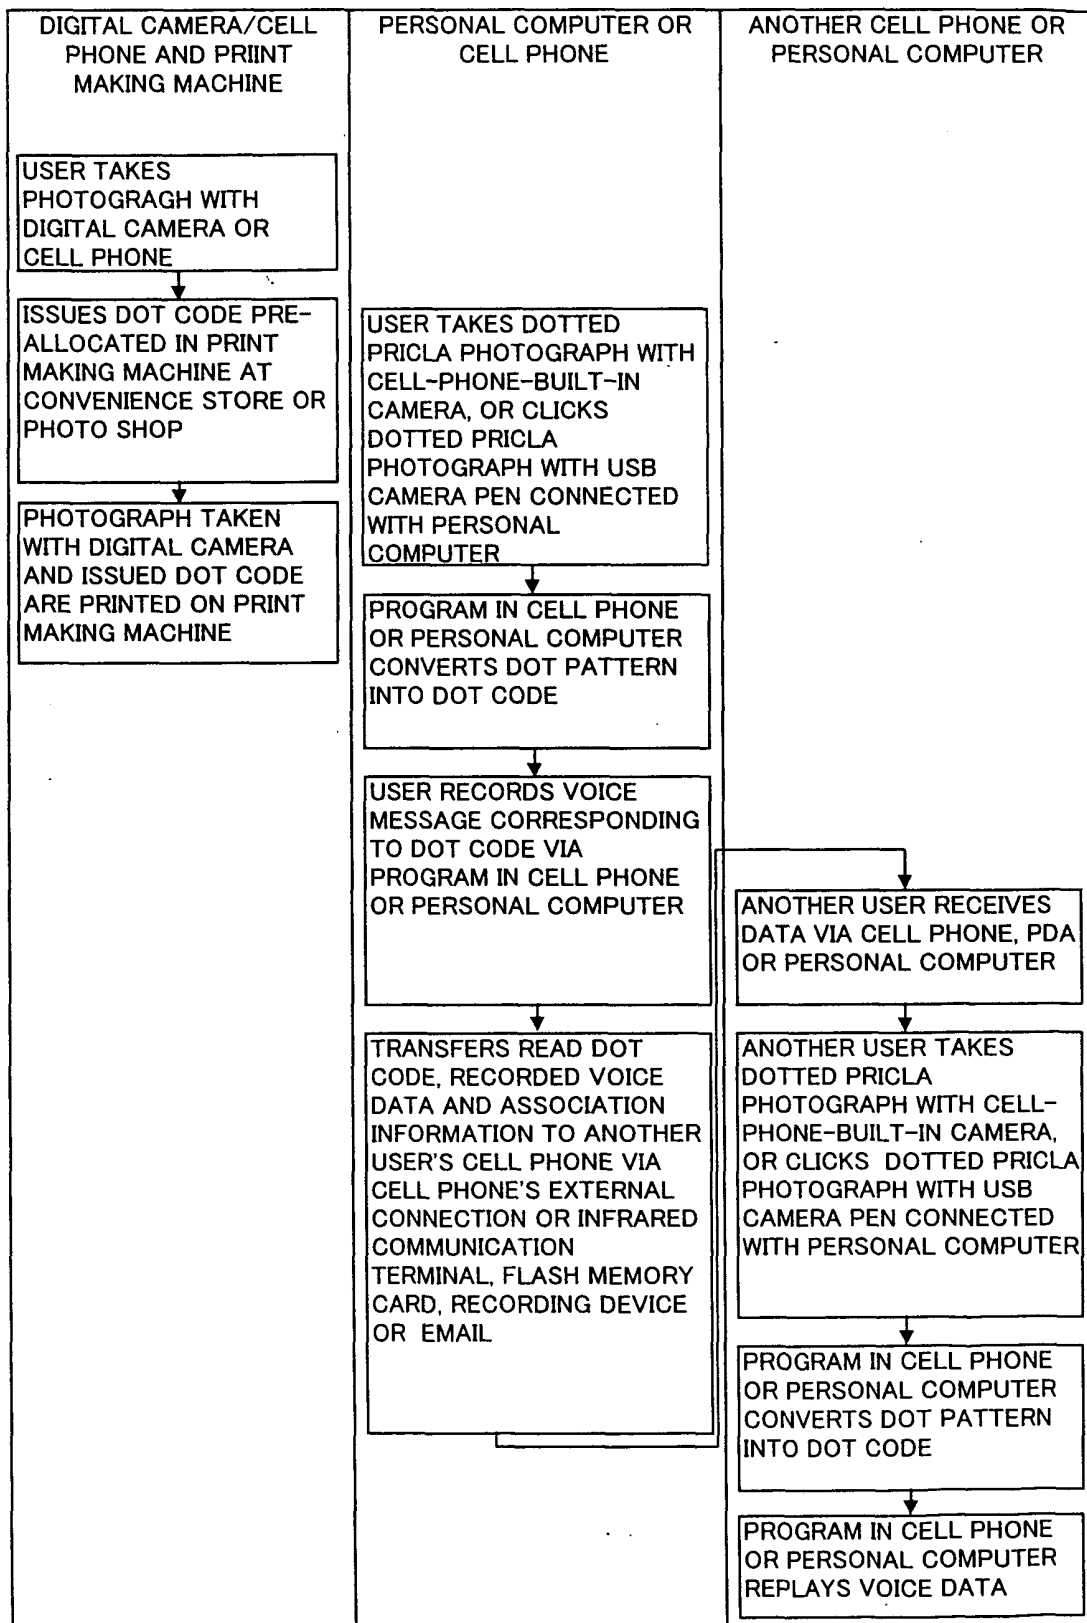 DIGITAL CAMERA/CELL
PHONE AND PRIINT
MAKING MACHINE
USER TAKES
PHOTOGRAGH WITH
DIGITAL CAMERA OR
CELL PHONE
ISSUES DOT CODE PRE-
ALLOCATED IN PRINT
MAKING MACHINE AT
CONVENIENCE STORE OR
PHOTO SHOP
PHOTOGRAPH TAKEN
WITH DIGITAL CAMERA
AND ISSUED DOT CODE
ARE PRINTED ON PRINT
MAKING MACHINE
PERSONAL COMPUTER OR
CELL PHONE
USER TAKES DOTTED
PRICLA PHOTOGRAPH WITH
CELL-PHONE-BUILT-IN
CAMERA, OR CLICKS
DOTTED PRICLA
PHOTOGRAPH WITH USB
CAMERA PEN CONNECTED
WITH PERSONAL
COMPUTER
PROGRAM IN CELL PHONE
OR PERSONAL COMPUTER
CONVERTS DOT PATTERN
INTO DOT CODE
USER RECORDS VOICE
MESSAGE CORRESPONDING
TO DOT CODE VIA
PROGRAM IN CELL PHONE
OR PERSONAL COMPUTER
TRANSFERS READ DOT
CODE, RECORDED VOICE
DATA AND ASSOCIATION
INFORMATION TO ANOTHER
USER'S CELL PHONE VIA
CELL PHONE'S EXTERNAL
CONNECTION OR INFRARED
COMMUNICATION
TERMINAL, FLASH MEMORY
CARD, RECORDING DEVICE
OR EMAIL
ANOTHER CELL PHONE OR
PERSONAL COMPUTER
ANOTHER USER RECEIVES
DATA VIA CELL PHONE, PDA
OR PERSONAL COMPUTER
ANOTHER USER TAKES
DOTTED PRICLA
PHOTOGRAPH WITH CELL-
PHONE-BUILT-IN CAMERA,
OR CLICKS DOTTED PRICLA
PHOTOGRAPH WITH USB
CAMERA PEN CONNECTED
WITH PERSONAL COMPUTER
PROGRAM IN CELL PHONE
OR PERSONAL COMPUTER
CONVERTS DOT PATTERN
INTO DOT CODE
PROGRAM IN CELL PHONE
OR PERSONAL COMPUTER
REPLAYS VOICE DATA